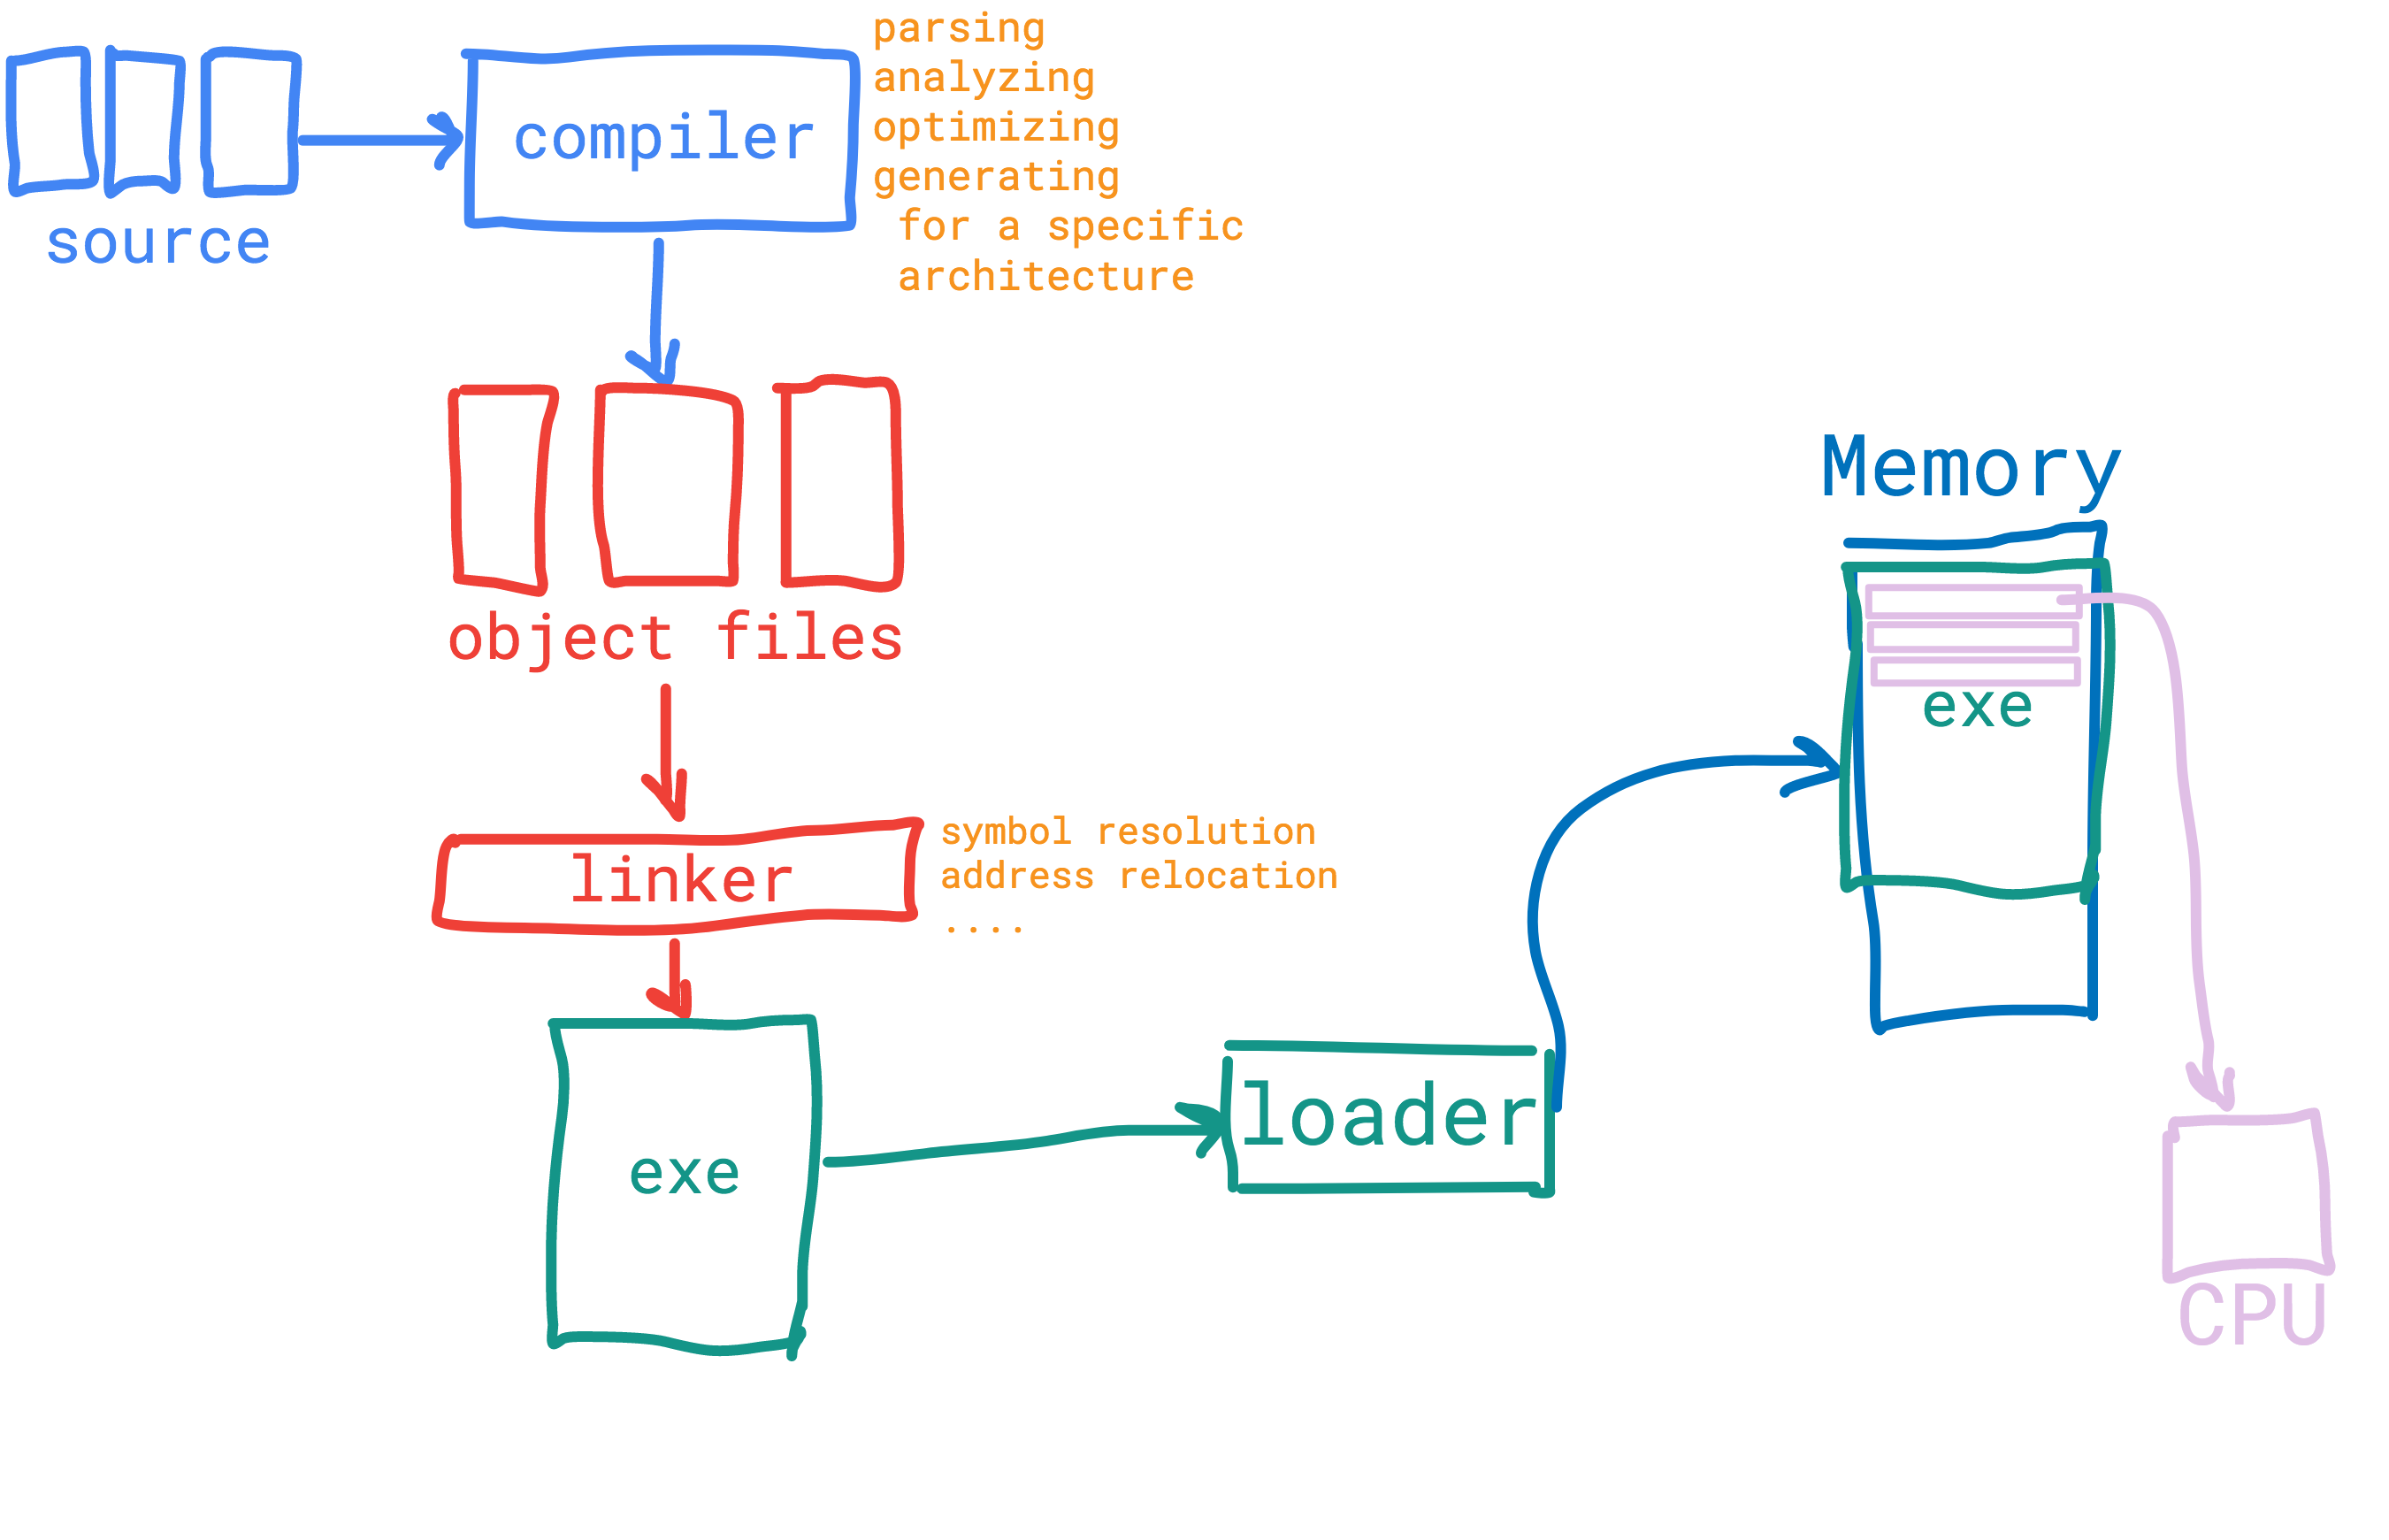 source
compiler
parsing
analyzing
optimizing
generating
for a specific
architecture
object files
linker
symbol resolution
address relocation
....
exe
loader
Memory
exe
CPU